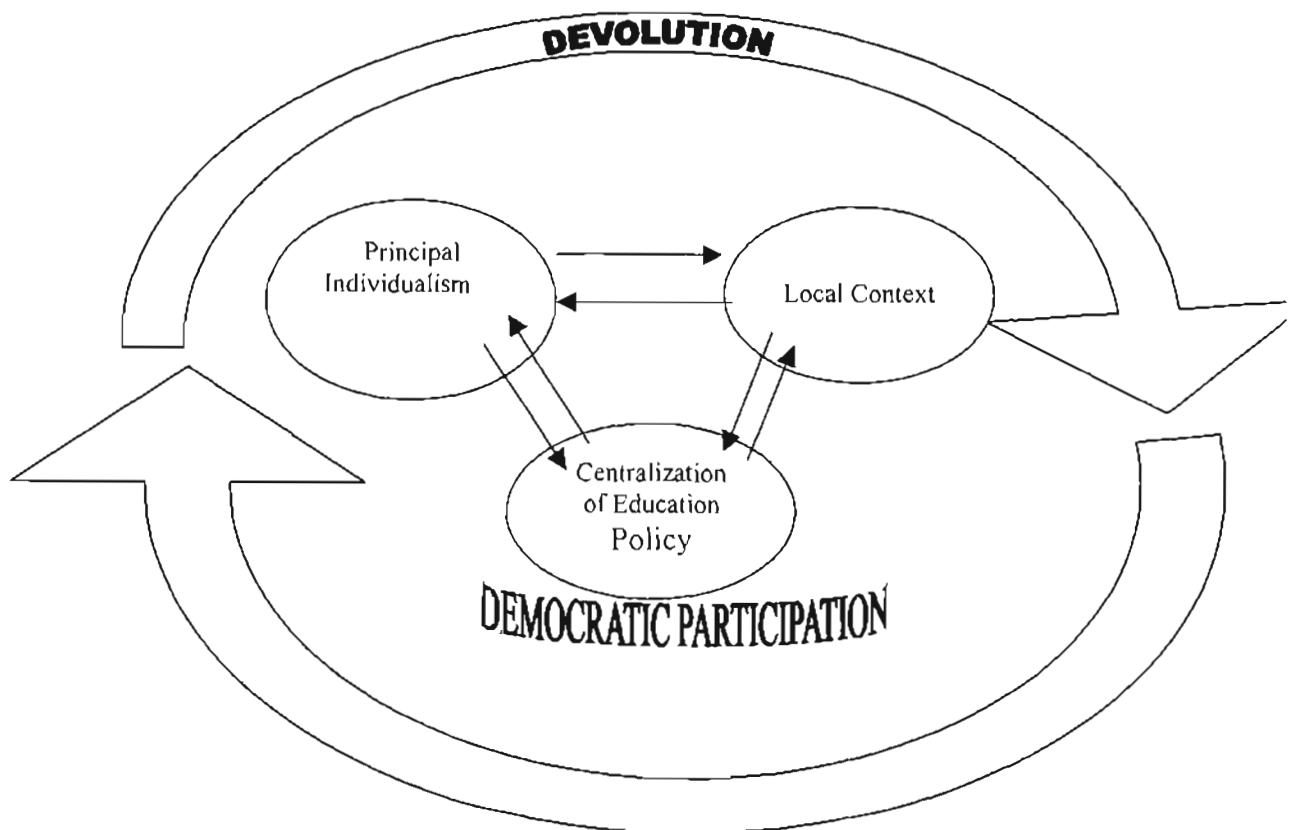 DEVOLUTION
Principal
Individualism
Local Context
Centralization
of Education
Policy
DEMOCRATIC PARTICIPATION